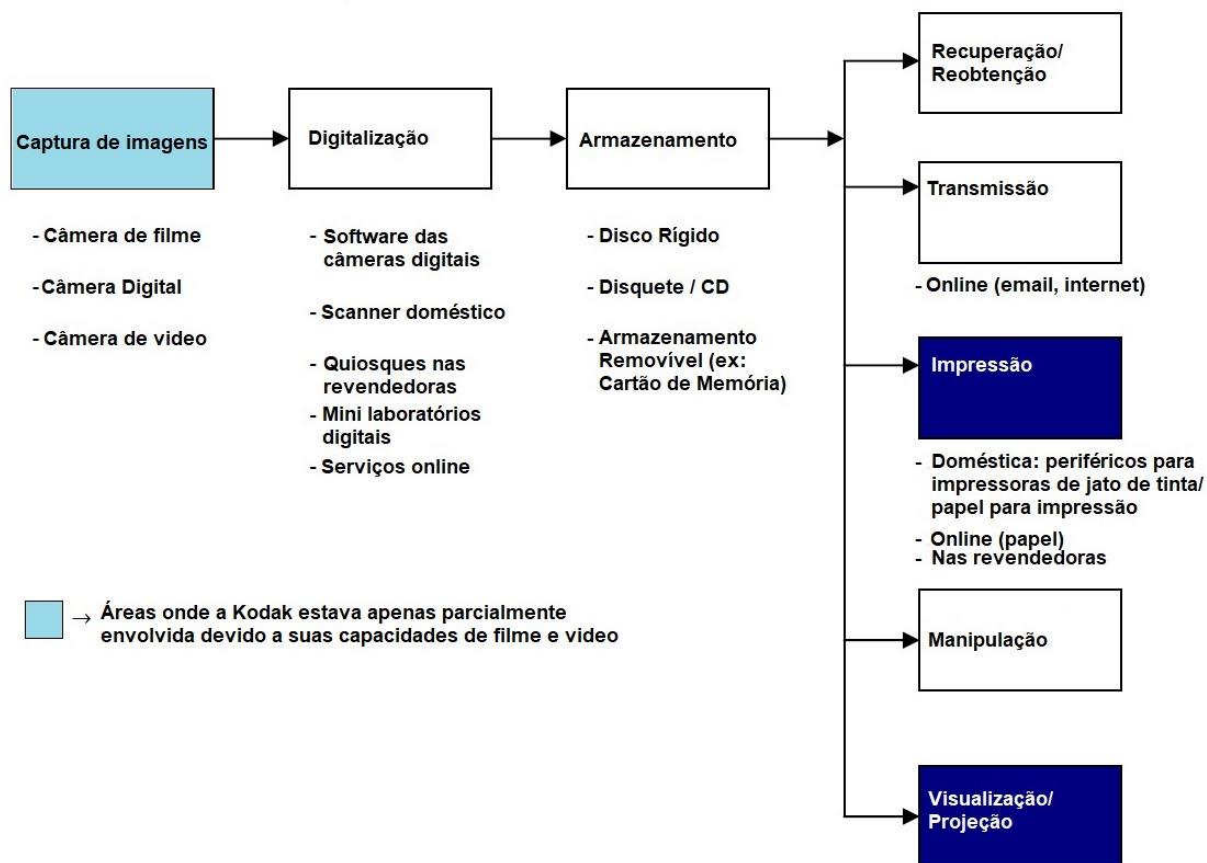 Captura de imagens
- Câmera de filme
- Câmera Digital
- Câmera de video
Digitalização
- Software das
câmeras digitais
- Scanner doméstico
- Quiosques nas
revendedoras
- Mini laboratórios
digitais
- Serviços online
Armazenamento
- Disco Rígido
- Disquete / CD
- Armazenamento
Removível (ex:
Cartão de Memória)
Recuperação/
Reobtenção
Transmissão
- Online (email, internet)
Impressão
- Doméstica: periféricos para
impressoras de jato de tinta/
papel para impressão
- Online (papel)
- Nas revendedoras
Manipulação
Visualização/
Projeção
→ Áreas onde a Kodak estava apenas parcialmente
envolvida devido a suas capacidades de filme e video